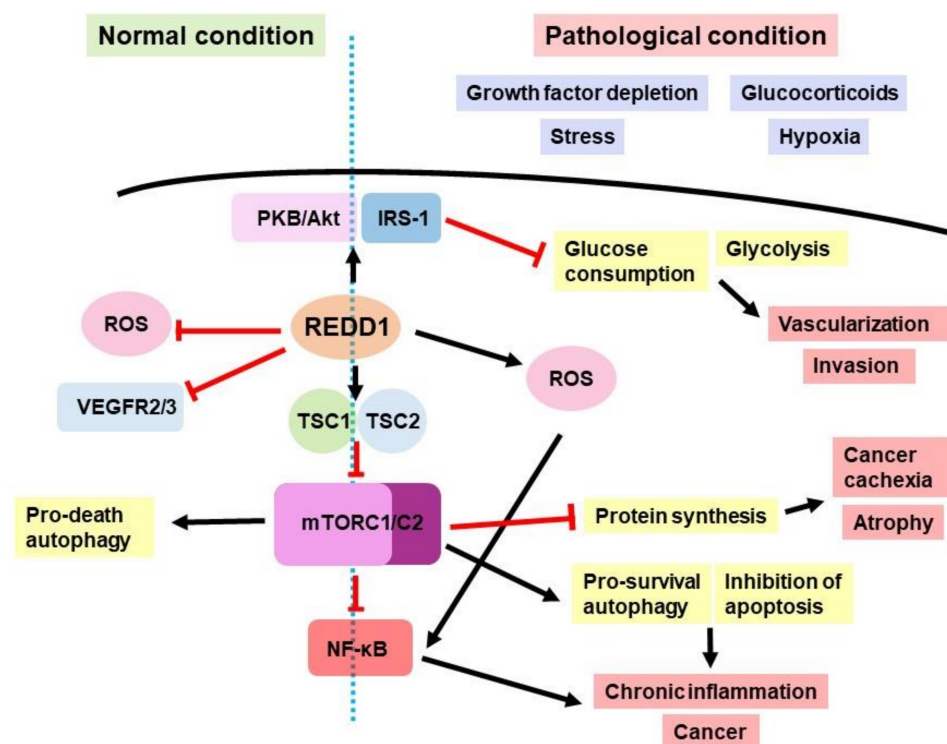 Normal condition
Pathological condition
Growth factor depletion
Glucocorticoids
Stress
Hypoxia
PKB/Akt
IRS-1
Glucose
consumption
Glycolysis
ROS
REDD1
Vascularization
Invasion
ROS
VEGFR2/3
TSC1
TSC2
Cancer
cachexia
Atrophy
Pro-death
autophagy
mTORC1/C2
Protein synthesis
Pro-survival
autophagy
Inhibition of
apoptosis
NF-κB
Chronic inflammation
Cancer